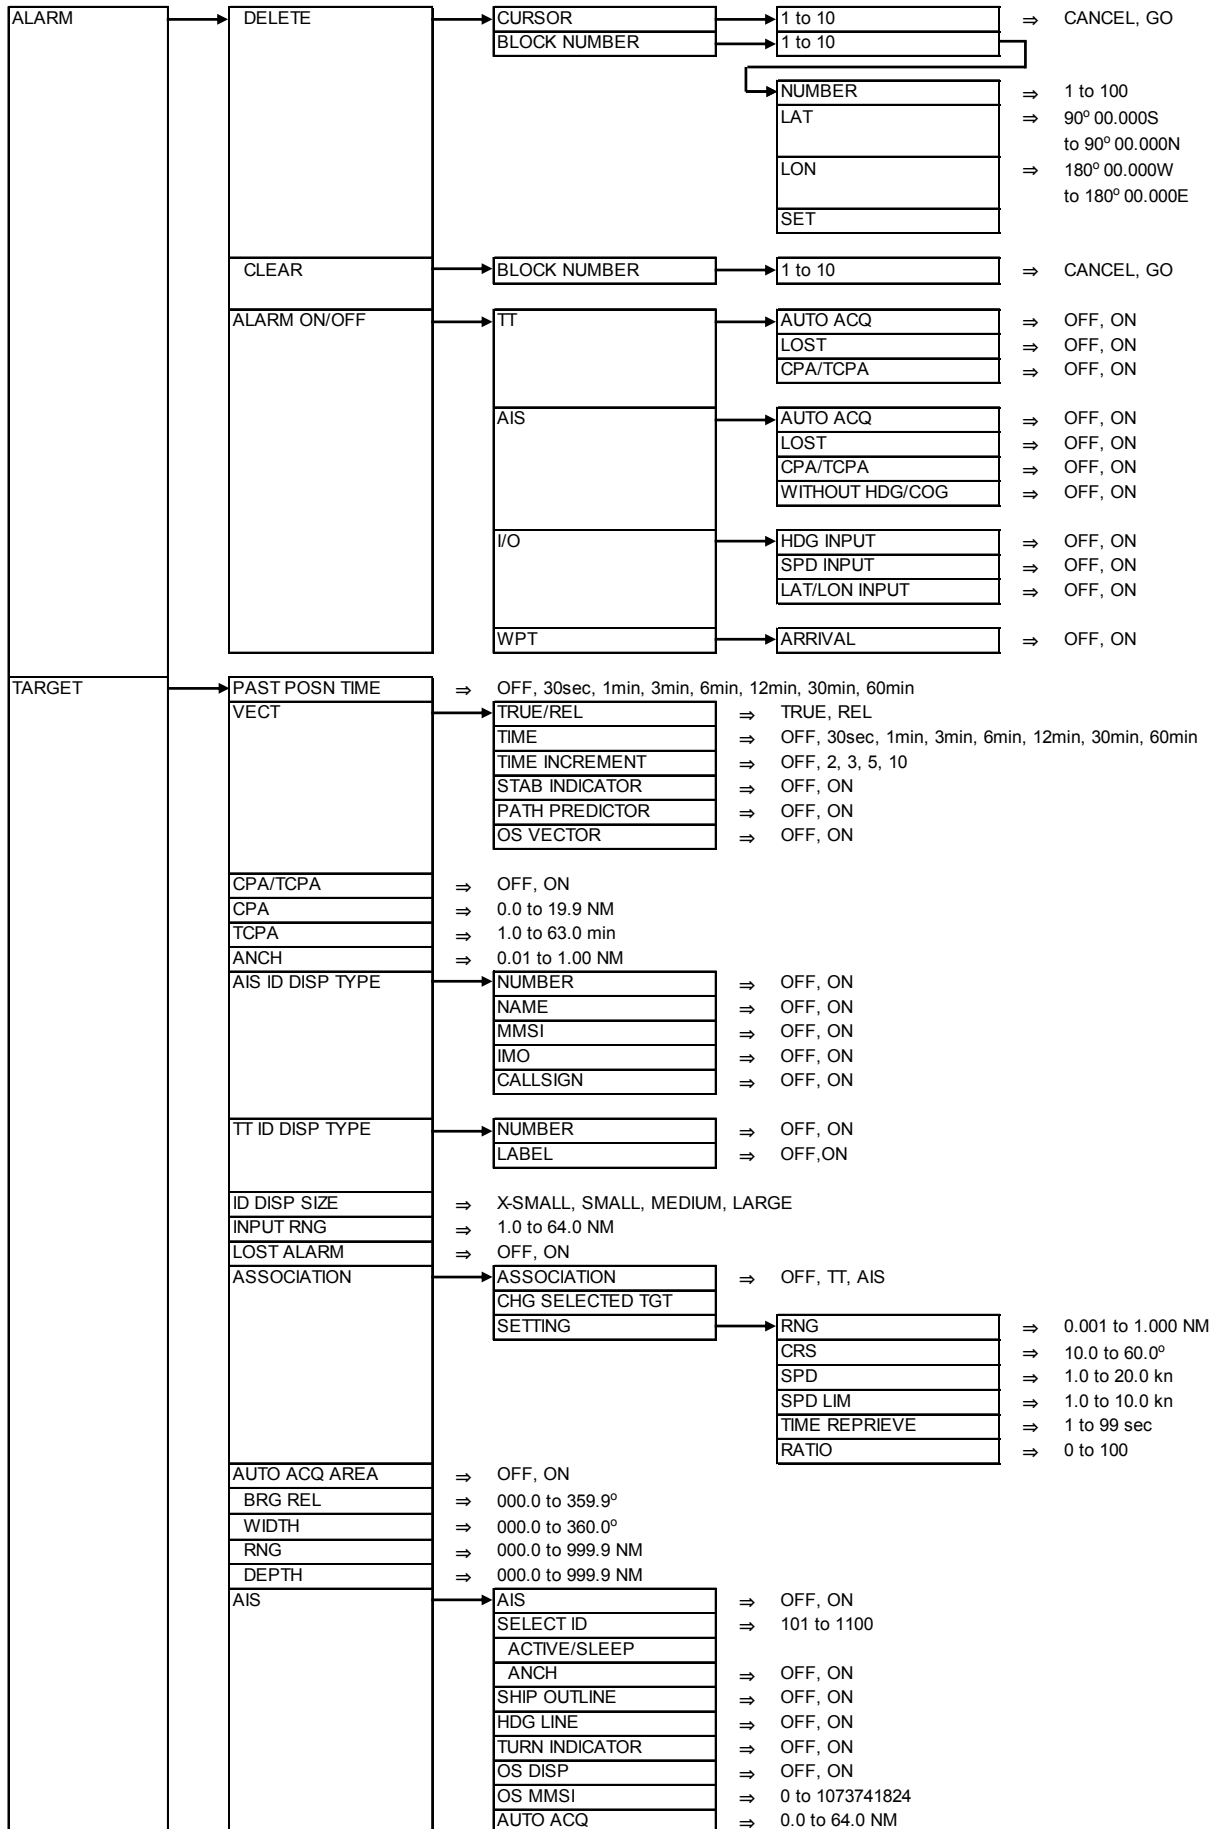 ALARM DELETE CURSOR 1 to 10 ⇒ CANCEL, GO
BLOCK NUMBER 1 to 10
NUMBER ⇒ 1 to 100
LAT ⇒ 90° 00.000S
to 90° 00.000N
LON ⇒ 180° 00.000W
to 180° 00.000E
SET
CLEAR BLOCK NUMBER 1 to 10 ⇒ CANCEL, GO
ALARM ON/OFF TT AUTO ACQ ⇒ OFF, ON
LOST ⇒ OFF, ON
CPA/TCPA ⇒ OFF, ON
AIS AUTO ACQ ⇒ OFF, ON
LOST ⇒ OFF, ON
CPA/TCPA ⇒ OFF, ON
WITHOUT HDG/COG ⇒ OFF, ON
I/O HDG INPUT ⇒ OFF, ON
SPD INPUT ⇒ OFF, ON
LAT/LON INPUT ⇒ OFF, ON
WPT ARRIVAL ⇒ OFF, ON
TARGET PAST POSN TIME ⇒ OFF, 30sec, 1min, 3min, 6min, 12min, 30min, 60min
VECT TRUE/REL ⇒ TRUE, REL
TIME ⇒ OFF, 30sec, 1min, 3min, 6min, 12min, 30min, 60min
TIME INCREMENT ⇒ OFF, 2, 3, 5, 10
STAB INDICATOR ⇒ OFF, ON
PATH PREDICTOR ⇒ OFF, ON
OS VECTOR ⇒ OFF, ON
CPA/TCPA ⇒ OFF, ON
CPA ⇒ 0.0 to 19.9 NM
TCPA ⇒ 1.0 to 63.0 min
ANCH ⇒ 0.01 to 1.00 NM
AIS ID DISP TYPE NUMBER ⇒ OFF, ON
NAME ⇒ OFF, ON
MMSI ⇒ OFF, ON
IMO ⇒ OFF, ON
CALLSIGN ⇒ OFF, ON
TT ID DISP TYPE NUMBER ⇒ OFF, ON
LABEL ⇒ OFF,ON
ID DISP SIZE ⇒ X-SMALL, SMALL, MEDIUM, LARGE
INPUT RNG ⇒ 1.0 to 64.0 NM
LOST ALARM ⇒ OFF, ON
ASSOCIATION ASSOCIATION ⇒ OFF, TT, AIS
CHG SELECTED TGT
SETTING RNG ⇒ 0.001 to 1.000 NM
CRS ⇒ 10.0 to 60.0°
SPD ⇒ 1.0 to 20.0 kn
SPD LIM ⇒ 1.0 to 10.0 kn
TIME REPRIEVE ⇒ 1 to 99 sec
RATIO ⇒ 0 to 100
AUTO ACQ AREA ⇒ OFF, ON
BRG REL ⇒ 000.0 to 359.9°
WIDTH ⇒ 000.0 to 360.0°
RNG ⇒ 000.0 to 999.9 NM
DEPTH ⇒ 000.0 to 999.9 NM
AIS AIS ⇒ OFF, ON
SELECT ID ⇒ 101 to 1100
ACTIVE/SLEEP
ANCH ⇒ OFF, ON
SHIP OUTLINE ⇒ OFF, ON
HDG LINE ⇒ OFF, ON
TURN INDICATOR ⇒ OFF, ON
OS DISP ⇒ OFF, ON
OS MMSI ⇒ 0 to 1073741824
AUTO ACQ ⇒ 0.0 to 64.0 NM